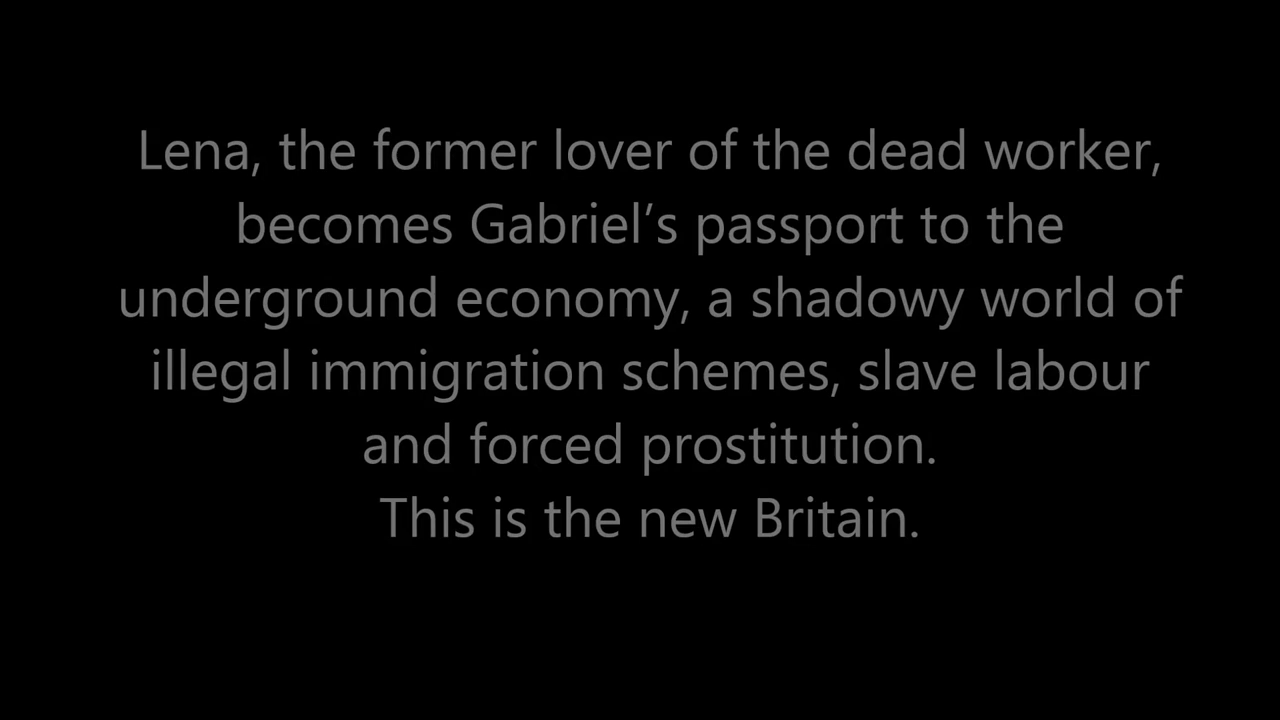 Lena, the former lover of the dead worker,
becomes Gabriel’s passport to the
underground economy, a shadowy world of
illegal immigration schemes, slave labour
and forced prostitution.
This is the new Britain.